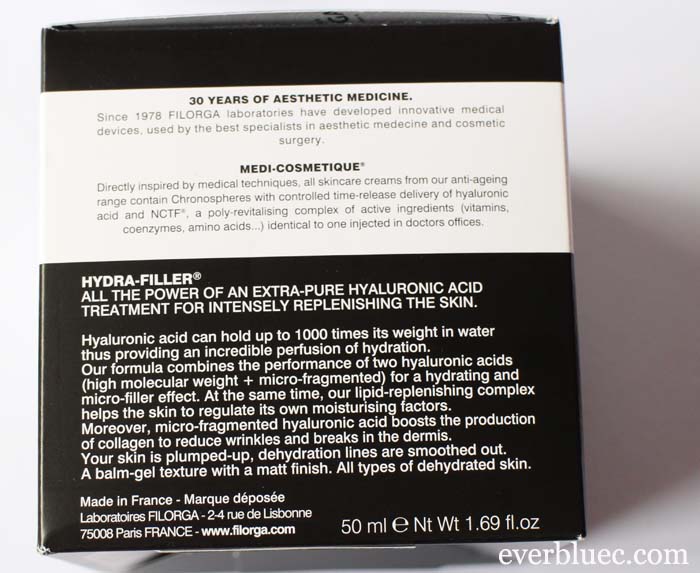 30 YEARS OF AESTHETIC MEDICINE.
Since 1978 FILORGA laboratories have developed innovative medical
devices, used by the best specialists in aesthetic medecine and cosmetic
surgery.
MEDI-COSMETIQUE®
Directly inspired by medical techniques, all skincare creams from our anti-ageing
range contain Chronospheres with controlled time-release delivery of hyaluronic
acid and NCTF®, a poly-revitalising complex of active ingredients (vitamins,
coenzymes, amino acids...) identical to one injected in doctors offices.
HYDRA-FILLER®
ALL THE POWER OF AN EXTRA-PURE HYALURONIC ACID
TREATMENT FOR INTENSELY REPLENISHING THE SKIN.
Hyaluronic acid can hold up to 1000 times its weight in water
thus providing an incredible perfusion of hydration.
Our formula combines the performance of two hyaluronic acids
(high molecular weight + micro-fragmented) for a hydrating and
micro-filler effect. At the same time, our lipid-replenishing complex
helps the skin to regulate its own moisturising factors.
Moreover, micro-fragmented hyaluronic acid boosts the production
of collagen to reduce wrinkles and breaks in the dermis.
Your skin is plumped-up, dehydration lines are smoothed out.
A balm-gel texture with a matt finish. All types of dehydrated skin.
Made in France - Marque déposée
Laboratoires FILORGA - 2-4 rue de Lisbonne
75008 Paris FRANCE - www.filorga.com
50 ml ℮ Nt Wt 1.69 fl.oz
everbluec.com